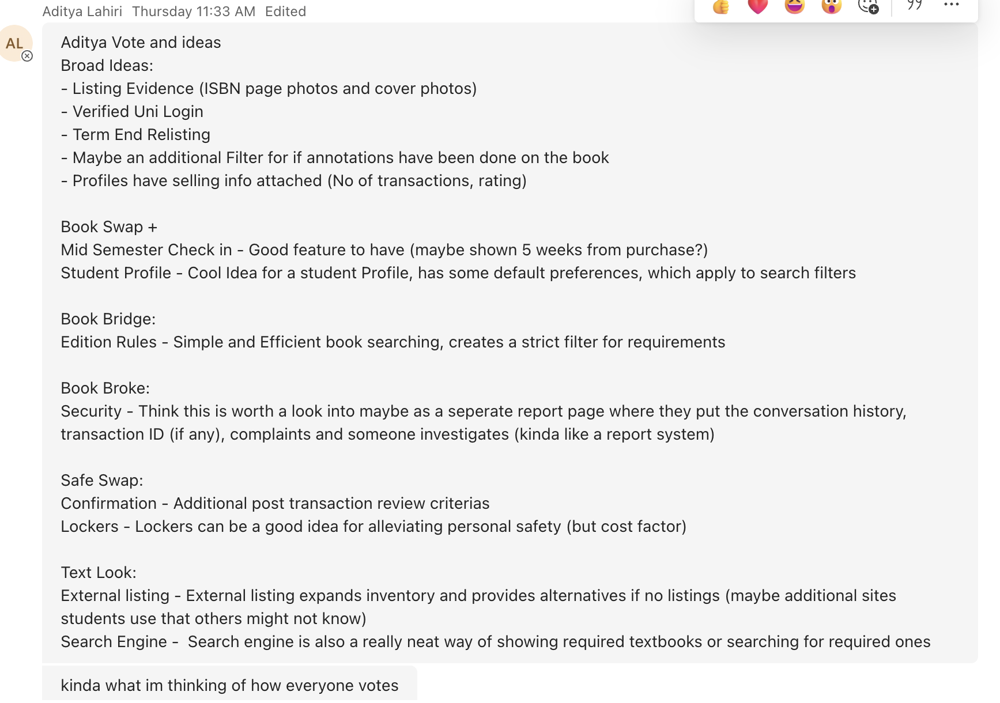 Aditya Lahiri Thursday 11:33 AM Edited
AL
Aditya Vote and ideas
Broad Ideas:
- Listing Evidence (ISBN page photos and cover photos)
- Verified Uni Login
- Term End Relisting
- Maybe an additional Filter for if annotations have been done on the book
- Profiles have selling info attached (No of transactions, rating)
Book Swap +
Mid Semester Check in - Good feature to have (maybe shown 5 weeks from purchase?)
Student Profile - Cool Idea for a student Profile, has some default preferences, which apply to search filters
Book Bridge:
Edition Rules - Simple and Efficient book searching, creates a strict filter for requirements
Book Broke:
Security - Think this is worth a look into maybe as a seperate report page where they put the conversation history,
transaction ID (if any), complaints and someone investigates (kinda like a report system)
Safe Swap:
Confirmation - Additional post transaction review criterias
Lockers - Lockers can be a good idea for alleviating personal safety (but cost factor)
Text Look:
External listing - External listing expands inventory and provides alternatives if no listings (maybe additional sites
students use that others might not know)
Search Engine -  Search engine is also a really neat way of showing required textbooks or searching for required ones
kinda what im thinking of how everyone votes